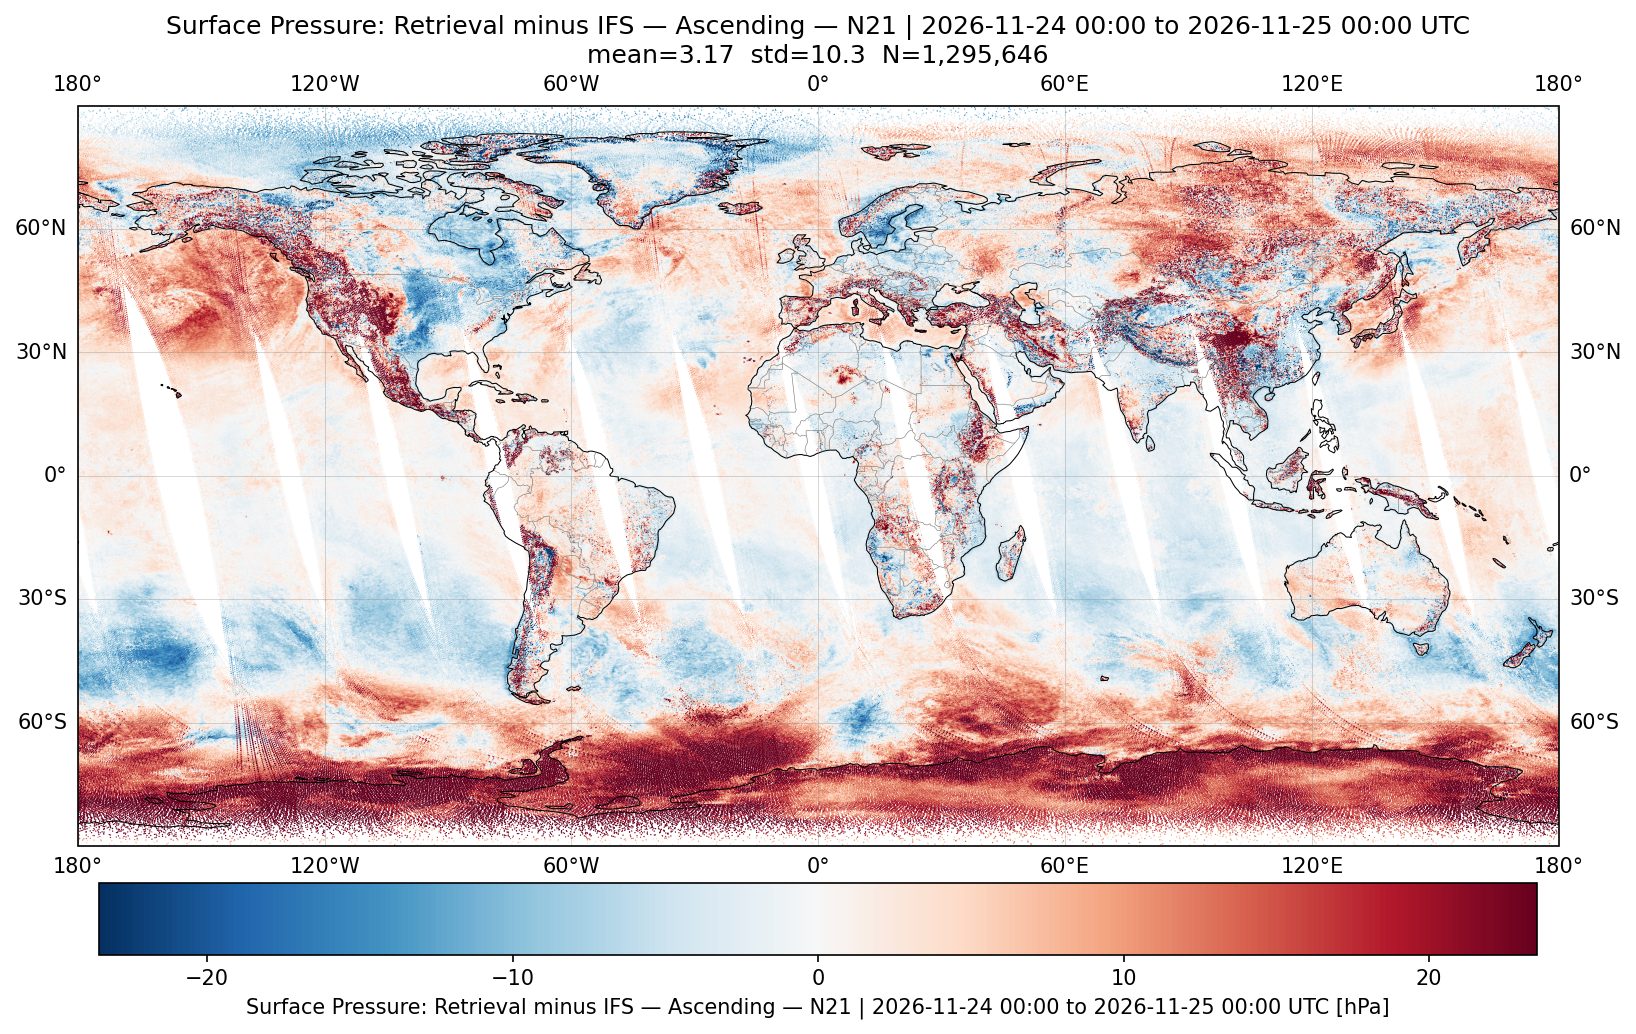 Surface Pressure: Retrieval minus IFS — Ascending — N21 | 2026-11-24 00:00 to 2026-11-25 00:00 UTC
mean=3.17  std=10.3  N=1,295,646
180° 120°W 60°W 0° 60°E 120°E 180°
60°N 60°N
30°N 30°N
0° 0°
30°S 30°S
60°S 60°S
180° 120°W 60°W 0° 60°E 120°E 180°
−20 −10 0 10 20
Surface Pressure: Retrieval minus IFS — Ascending — N21 | 2026-11-24 00:00 to 2026-11-25 00:00 UTC [hPa]